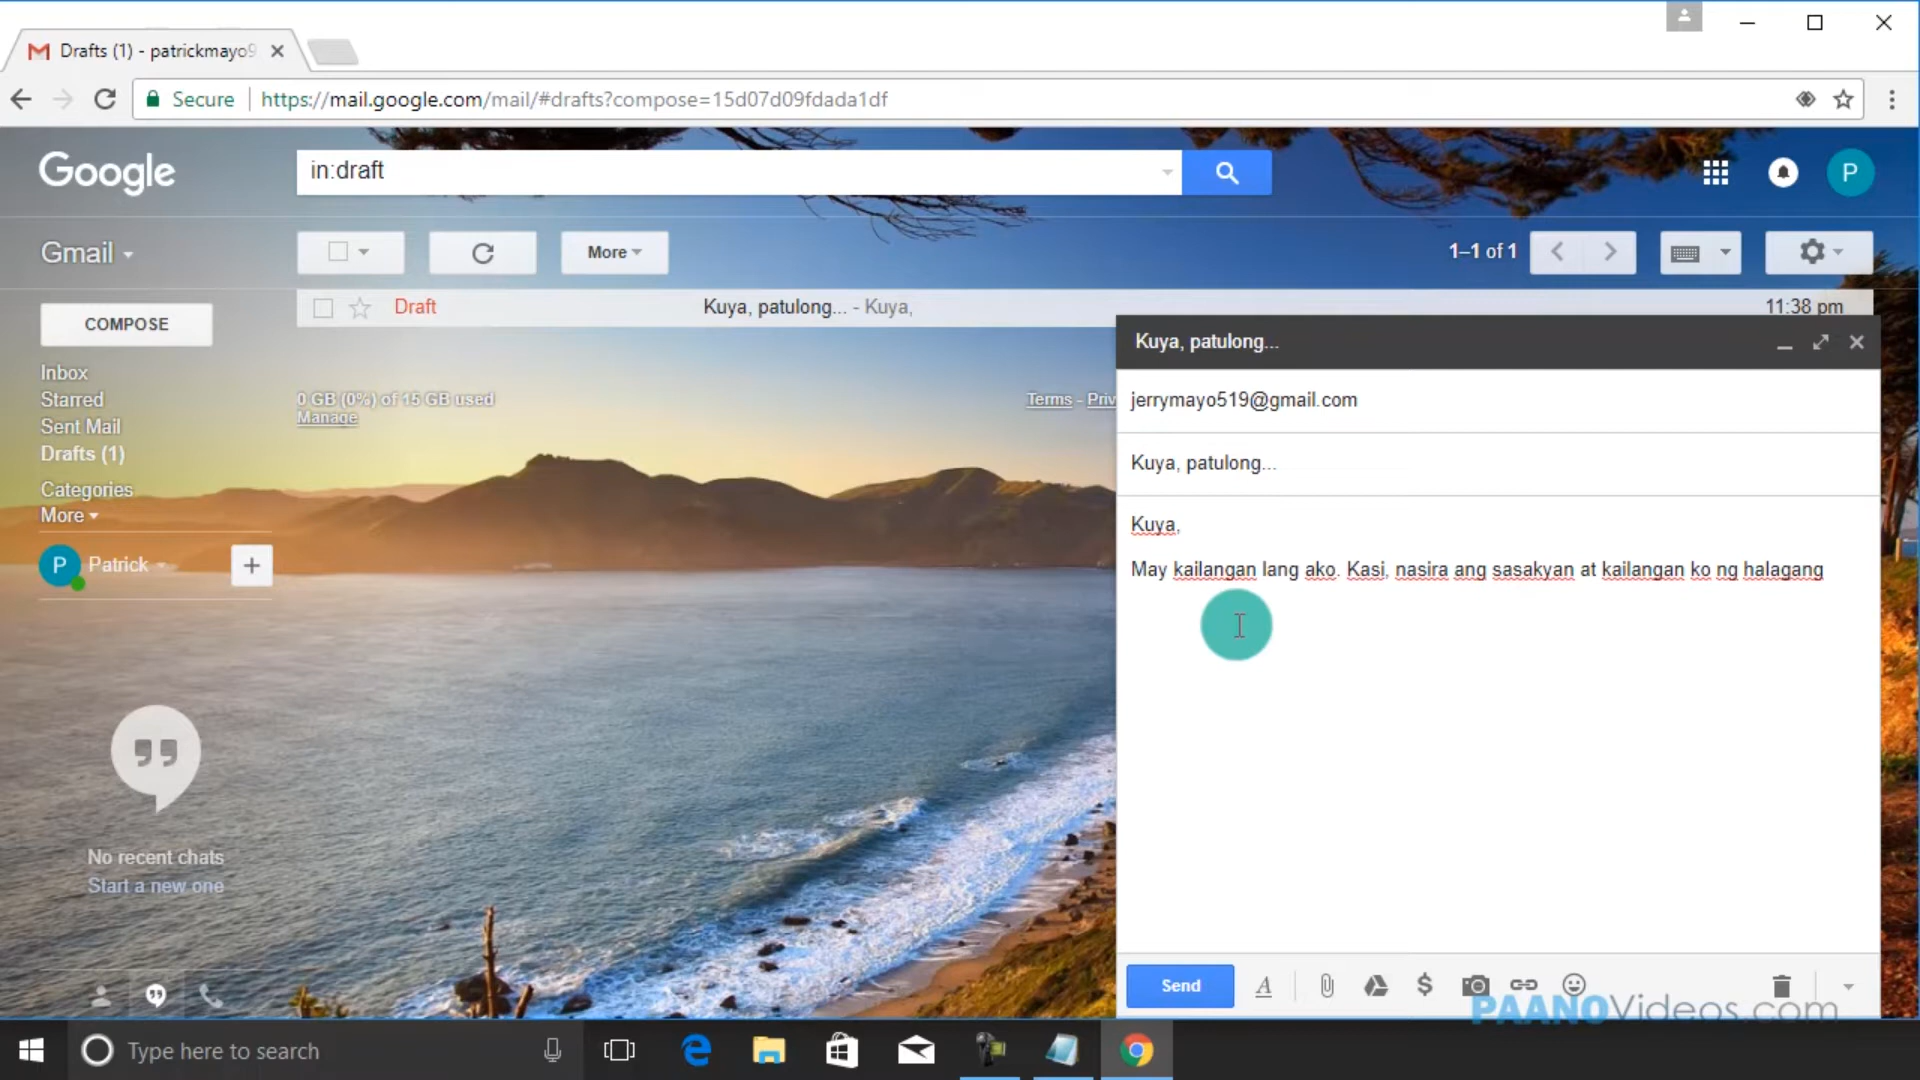 Drafts (1) - patrickmayo9
Secure https://mail.google.com/mail/#drafts?compose=15d07d09fdada1df
Google
in:draft
P
Gmail
More
1–1 of 1
COMPOSE
Draft Kuya, patulong... - Kuya, 11:38 pm
Kuya, patulong...
Inbox
Starred
Sent Mail
Drafts (1)
Categories
More
0 GB (0%) of 15 GB used
Manage
Terms - Priv
jerrymayo519@gmail.com
Kuya, patulong...
Kuya,
May kailangan lang ako. Kasi, nasira ang sasakyan at kailangan ko ng halagang
P Patrick
No recent chats
Start a new one
Send
PAANOVideos.com
Type here to search